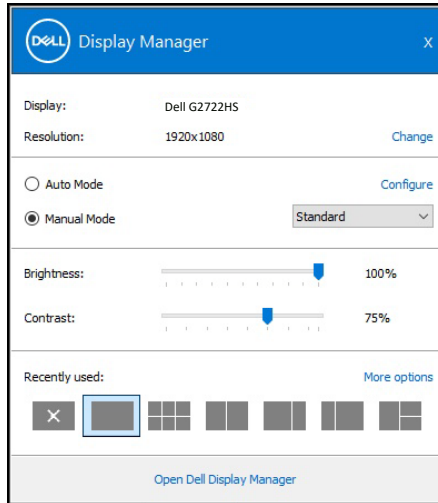 DELL Display Manager X
Display: Dell G2722HS
Resolution: 1920x1080 Change
Auto Mode Configure
Manual Mode Standard
Brightness: 100%
Contrast: 75%
Recently used: More options
Open Dell Display Manager